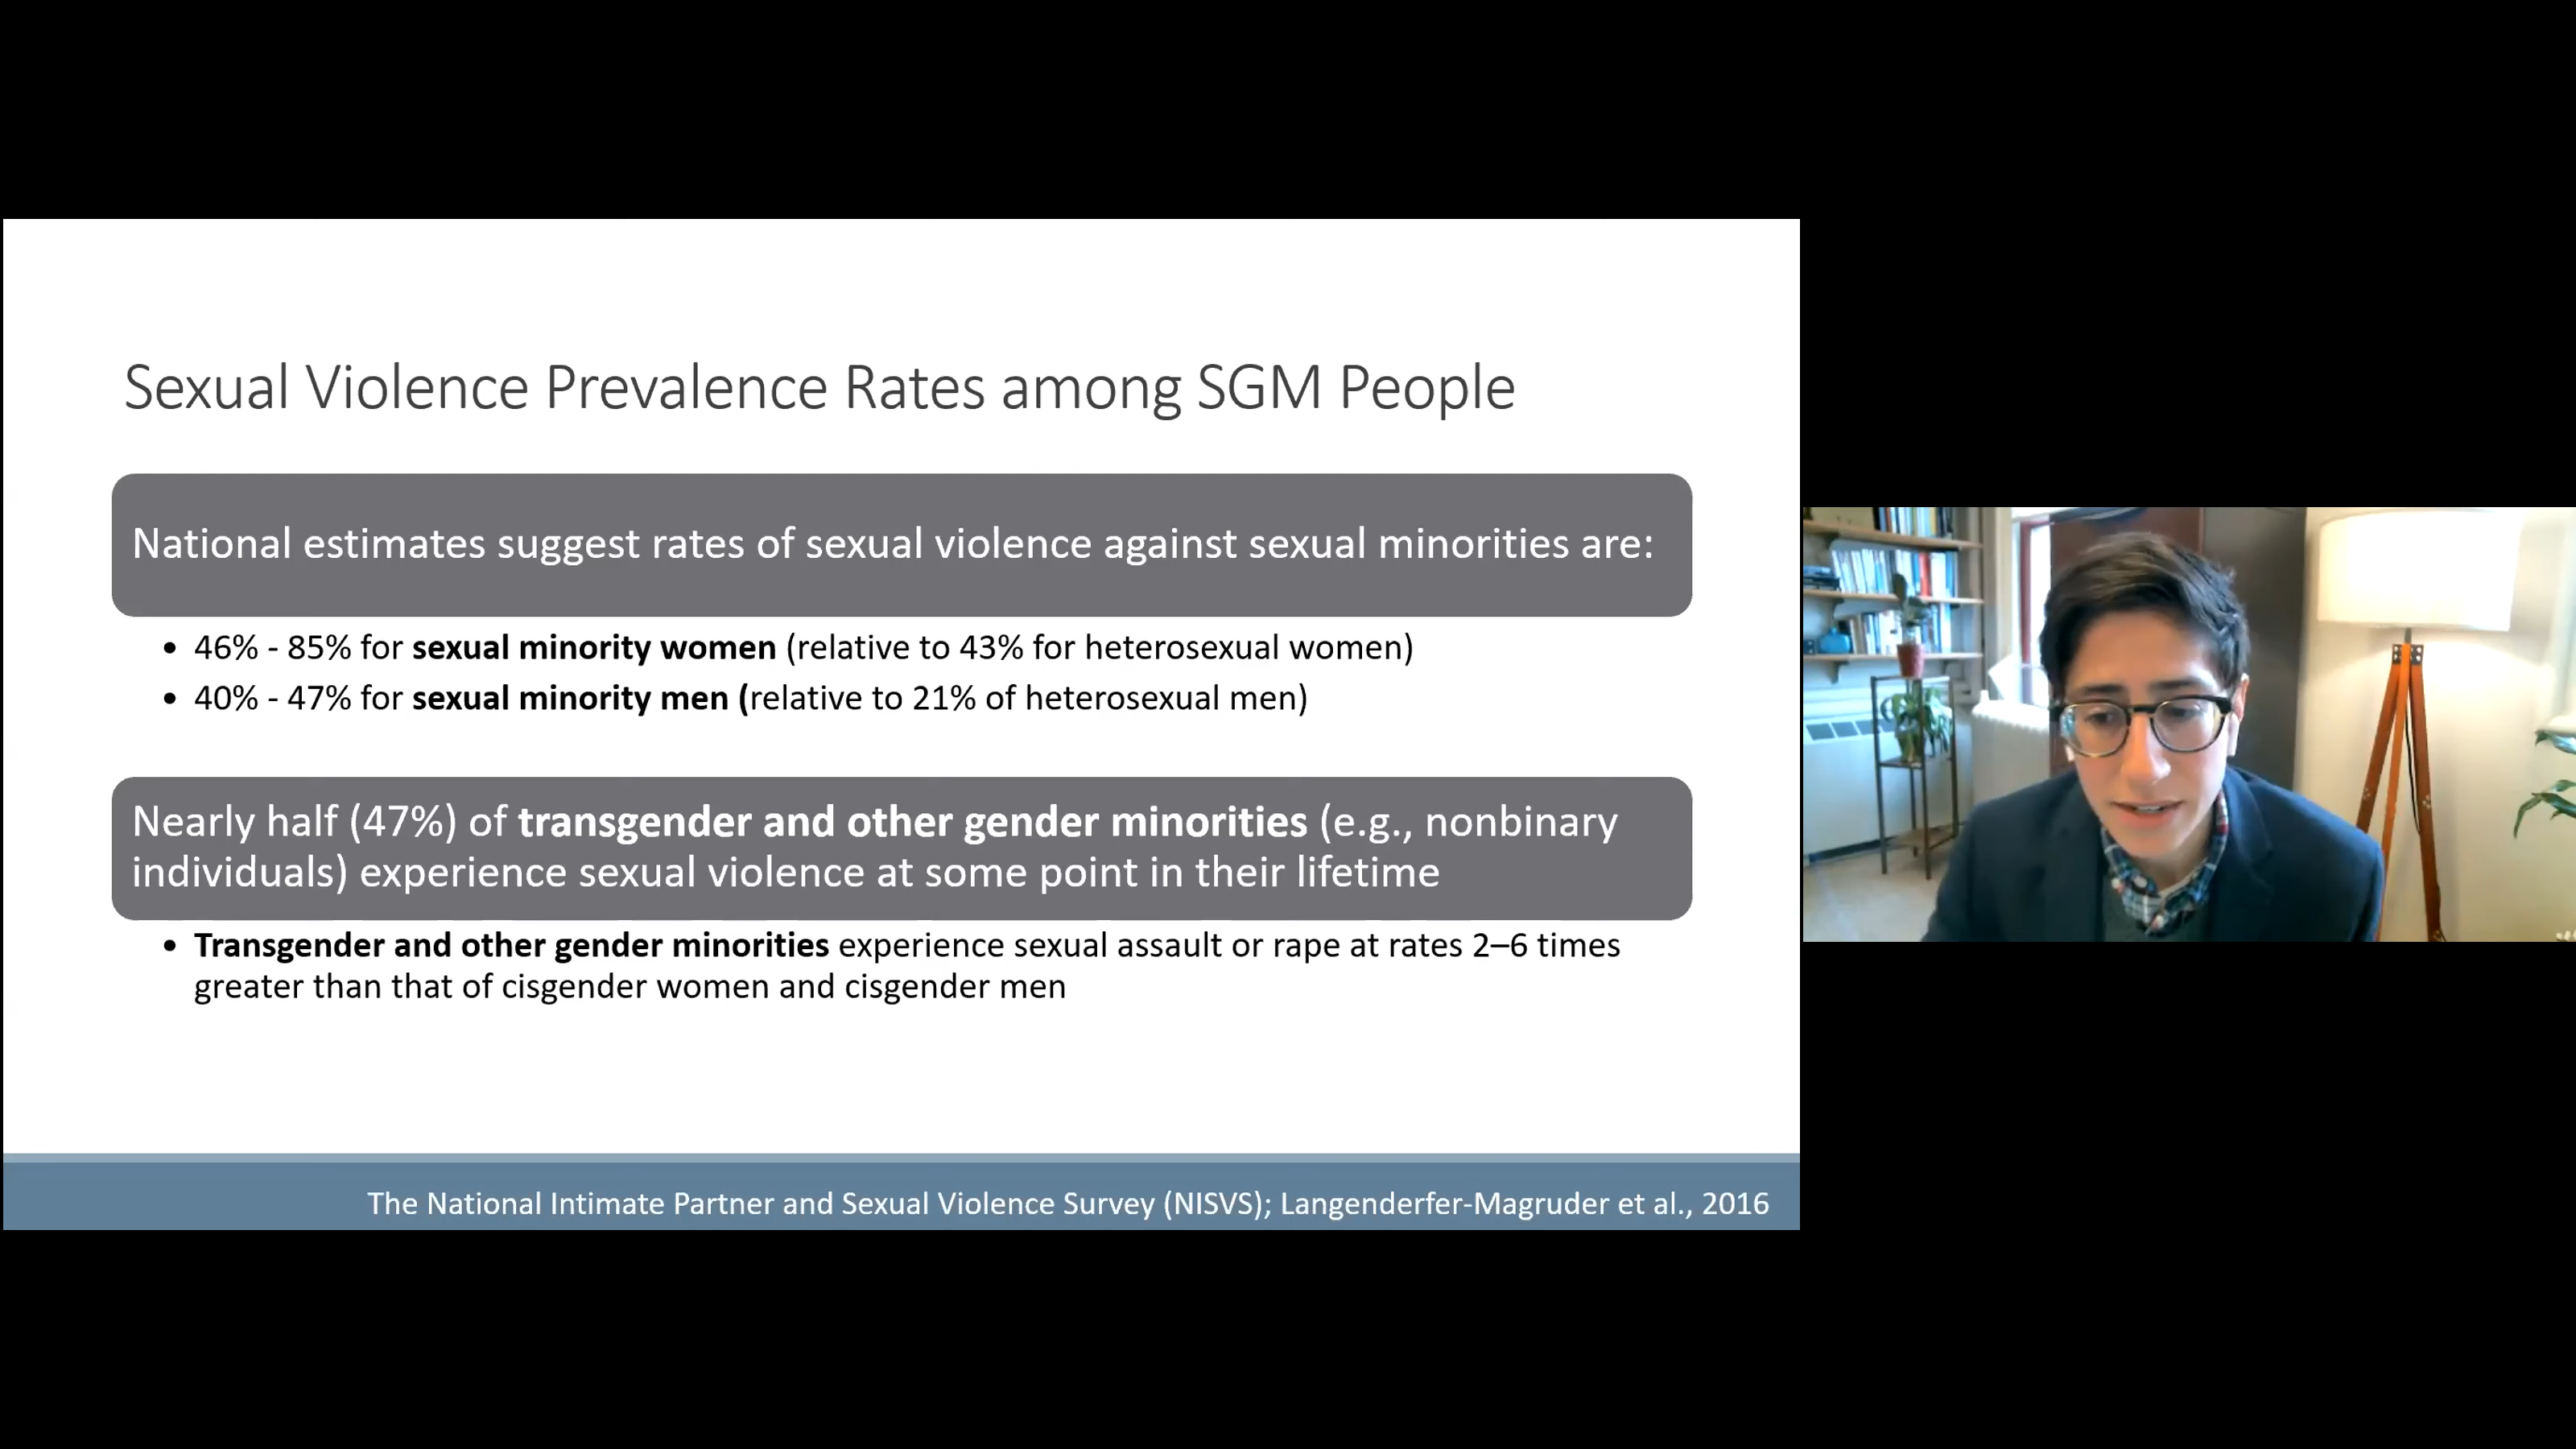 Sexual Violence Prevalence Rates among SGM People
National estimates suggest rates of sexual violence against sexual minorities are:
• 46% - 85% for sexual minority women (relative to 43% for heterosexual women)
• 40% - 47% for sexual minority men (relative to 21% of heterosexual men)
Nearly half (47%) of transgender and other gender minorities (e.g., nonbinary
individuals) experience sexual violence at some point in their lifetime
• Transgender and other gender minorities experience sexual assault or rape at rates 2–6 times
greater than that of cisgender women and cisgender men
The National Intimate Partner and Sexual Violence Survey (NISVS); Langenderfer-Magruder et al., 2016